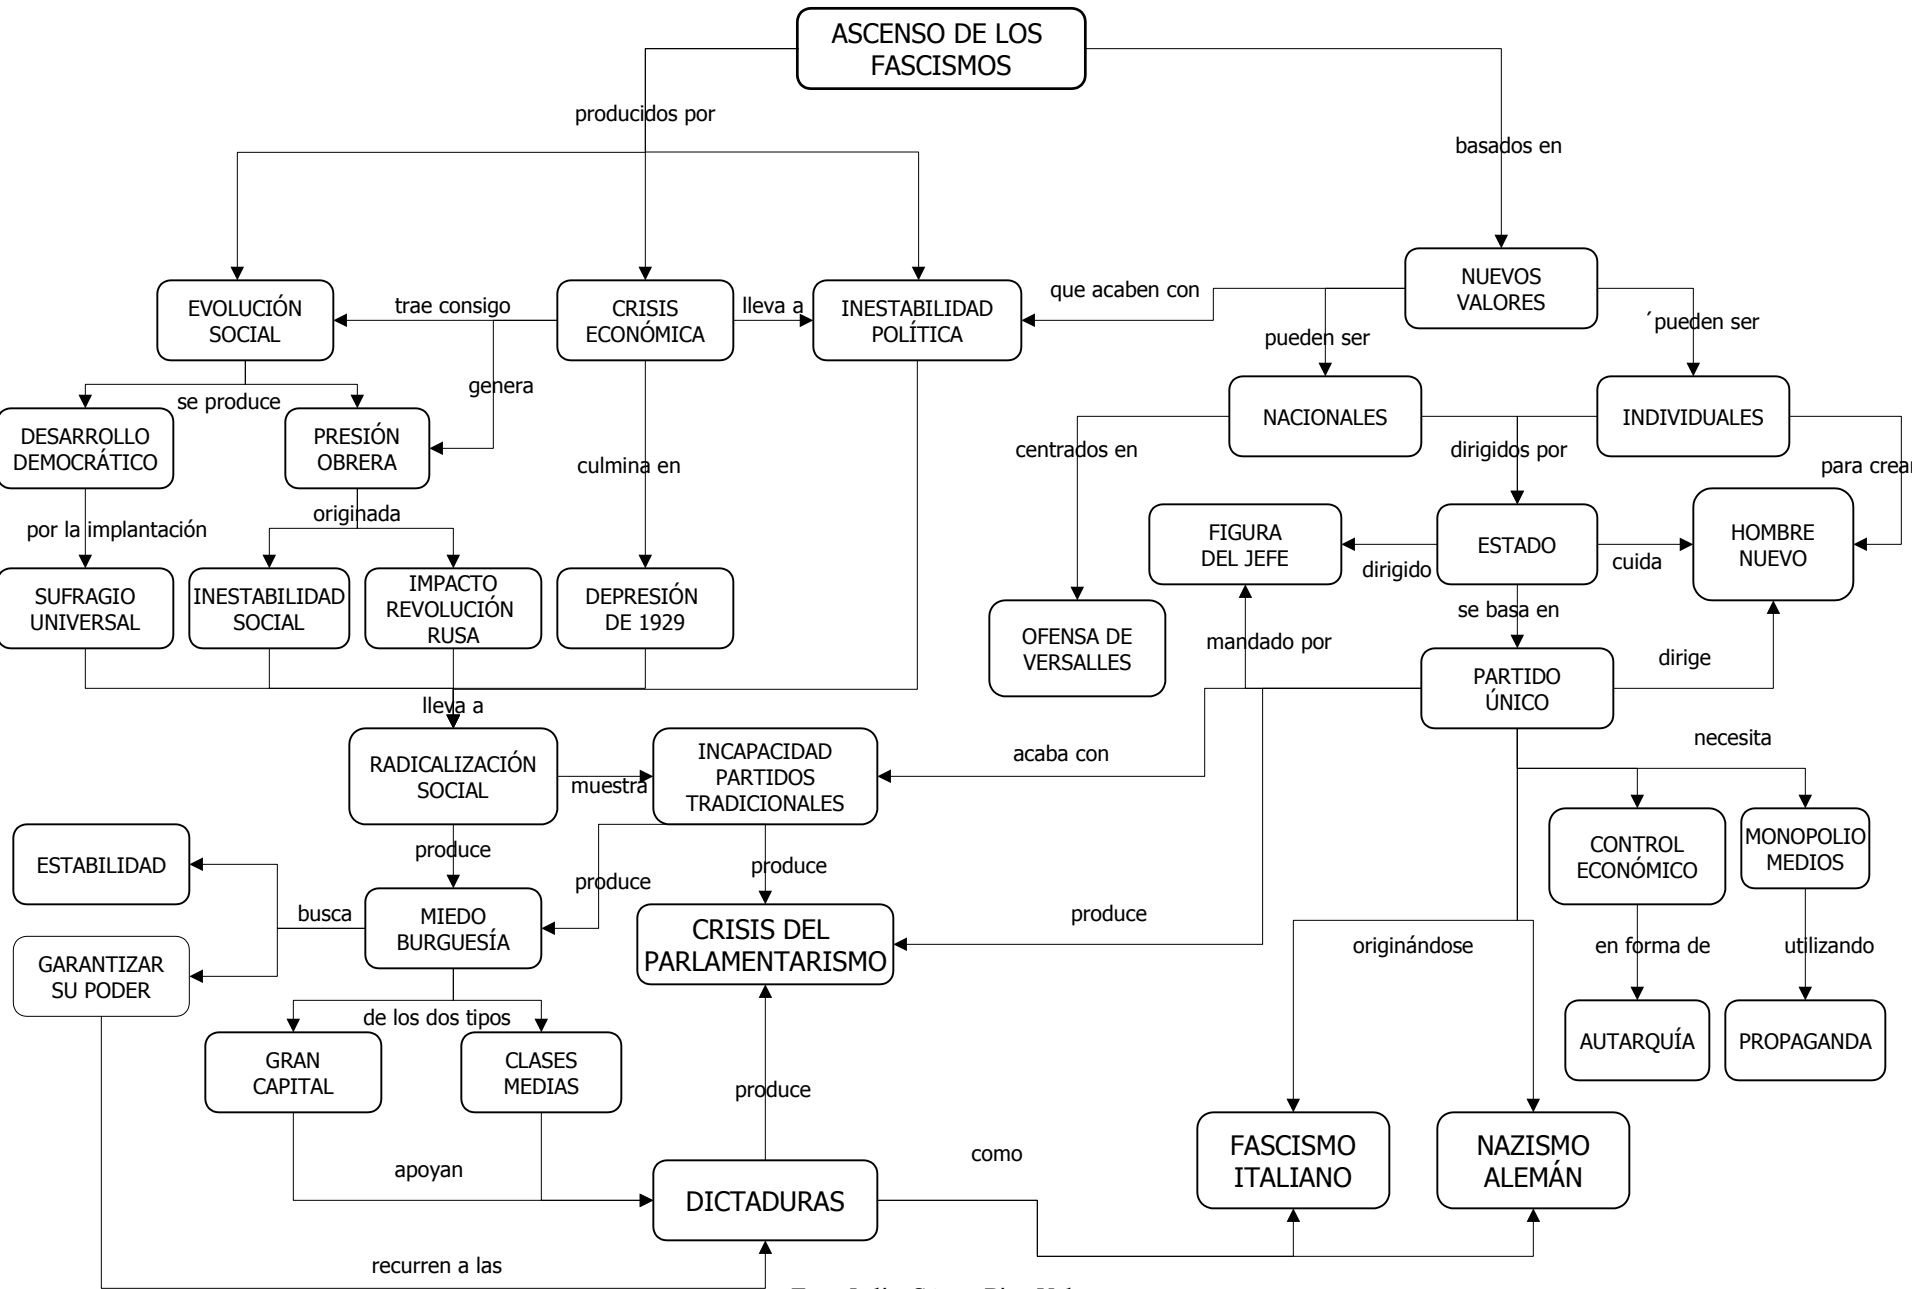 ASCENSO DE LOS
FASCISMOS
producidos por
basados en
NUEVOS
VALORES
que acaben con
pueden ser
´pueden ser
EVOLUCIÓN
SOCIAL
trae consigo
CRISIS
ECONÓMICA
lleva a
INESTABILIDAD
POLÍTICA
genera
se produce
DESARROLLO
DEMOCRÁTICO
PRESIÓN
OBRERA
culmina en
NACIONALES
INDIVIDUALES
centrados en
dirigidos por
para crear
por la implantación
originada
FIGURA
DEL JEFE
dirigido
ESTADO
cuida
HOMBRE
NUEVO
SUFRAGIO
UNIVERSAL
INESTABILIDAD
SOCIAL
IMPACTO
REVOLUCIÓN
RUSA
DEPRESIÓN
DE 1929
OFENSA DE
VERSALLES
mandado por
se basa en
PARTIDO
ÚNICO
dirige
lleva a
RADICALIZACIÓN
SOCIAL
muestra
INCAPACIDAD
PARTIDOS
TRADICIONALES
acaba con
necesita
ESTABILIDAD
produce
produce
produce
CONTROL
ECONÓMICO
MONOPOLIO
MEDIOS
busca
MIEDO
BURGUESÍA
CRISIS DEL
PARLAMENTARISMO
produce
originándose
en forma de
utilizando
GARANTIZAR
SU PODER
de los dos tipos
GRAN
CAPITAL
CLASES
MEDIAS
produce
AUTARQUÍA
PROPAGANDA
apoyan
DICTADURAS
como
FASCISMO
ITALIANO
NAZISMO
ALEMÁN
recurren a las